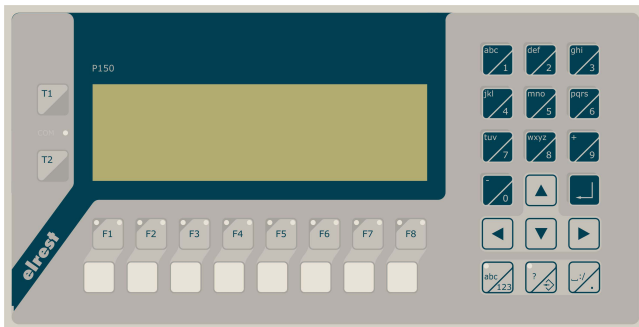 P150
T1
COM
T2
elrest
F1 F2 F3 F4 F5 F6 F7 F8
abc 1 def 2 ghi 3
jkl 4 mno 5 pqrs 6
tuv 7 wxyz 8 + 9
- 0
abc 123 ? _:/ .